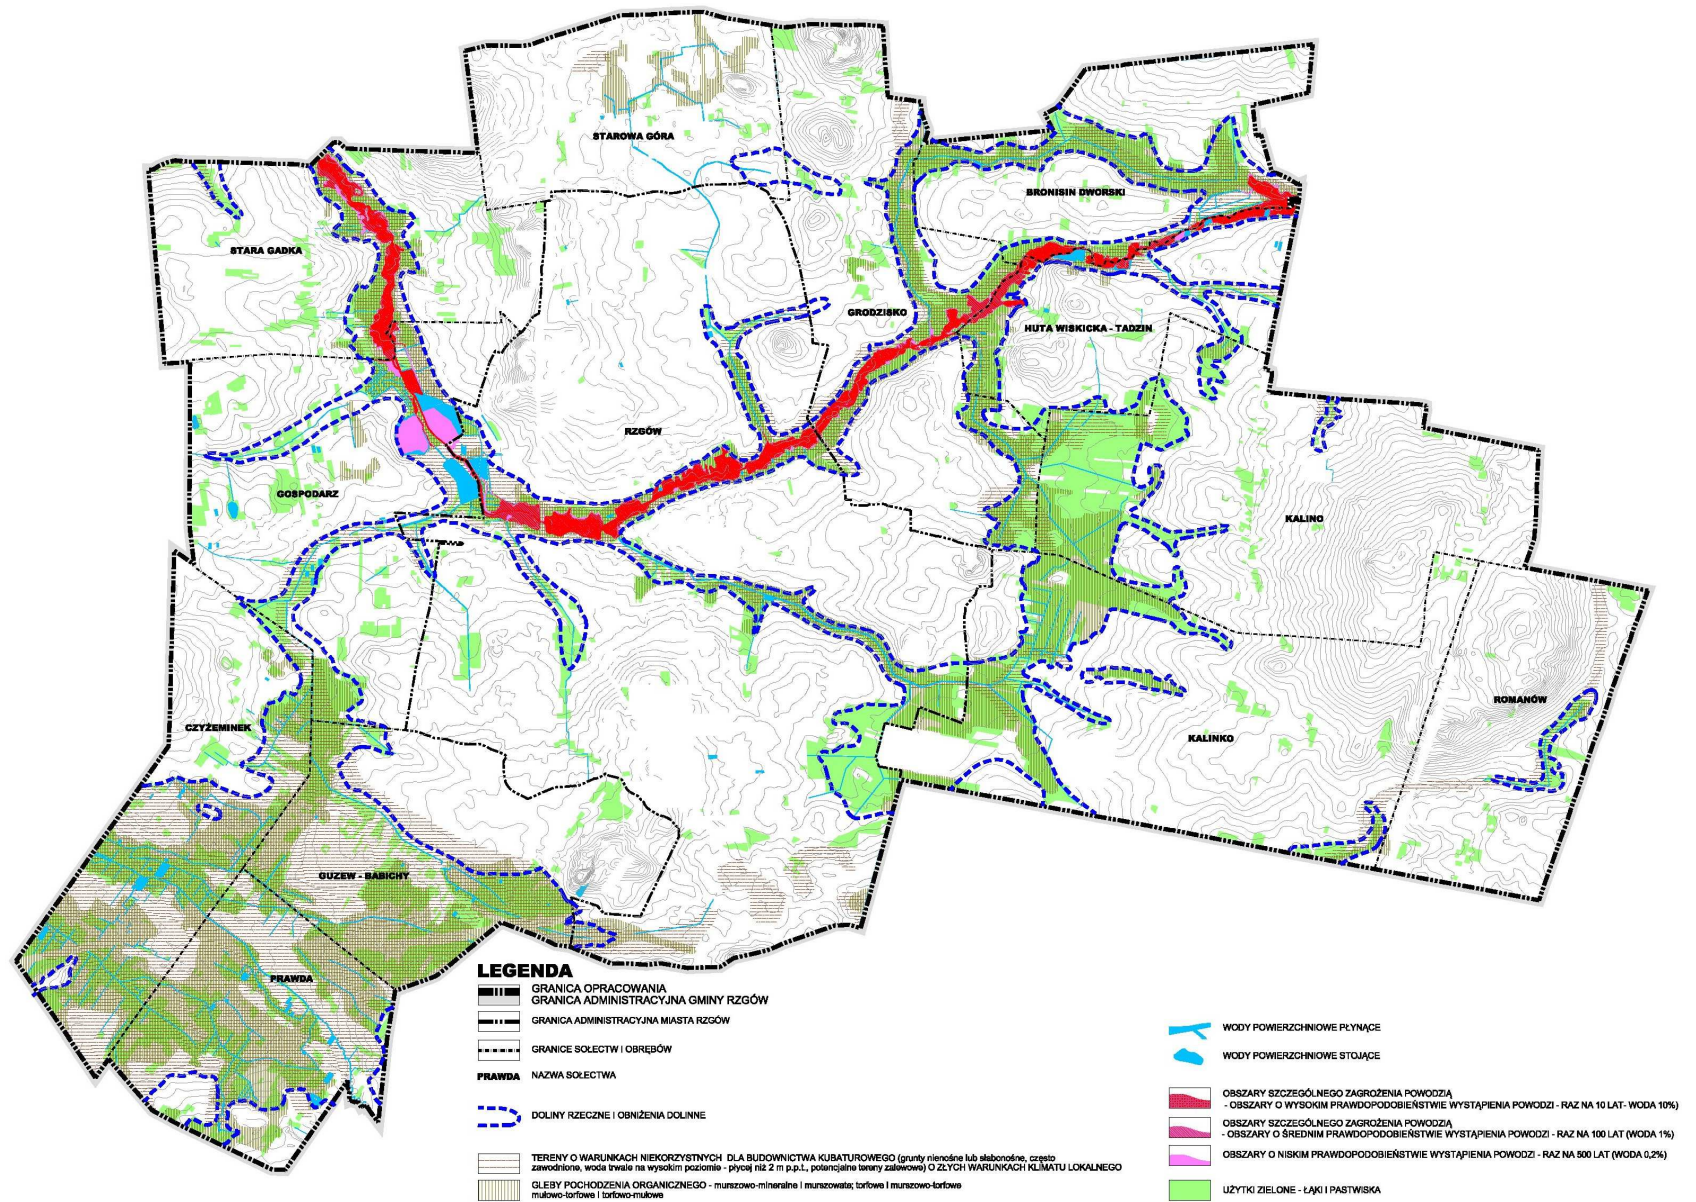 STAROWA GÓRA
BRONISIN DWORSKI
STARA GADKA
GRODZISKO
HUTA WISKICKA - TADZIN
RZGÓW
GOSPODARZ
KALINO
ROMANÓW
CZYŻEMINEK
KALINKO
GUZEW - BABICHY
PRAWDA
LEGENDA
GRANICA OPRACOWANIA
GRANICA ADMINISTRACYJNA GMINY RZGÓW
GRANICA ADMINISTRACYJNA MIASTA RZGÓW
GRANICE SOŁECTW I OBRĘBÓW
PRAWDA NAZWA SOŁECTWA
DOLINY RZECZNE I OBNIŻENIA DOLINNE
TERENY O WARUNKACH NIEKORZYSTNYCH DLA BUDOWNICTWA KUBATUROWEGO (grunty nienośne lub słabonośne, często
zawodnione, woda trwale na wysokim poziomie - płycej niż 2 m p.p.t., potencjalne tereny zalewowe) O ZŁYCH WARUNKACH KLIMATU LOKALNEGO
GLEBY POCHODZENIA ORGANICZNEGO - murszowo-mineralne i murszowate; torfowe i murszowo-torfowe
mułowo-torfowe i torfowo-mułowe
WODY POWIERZCHNIOWE PŁYNĄCE
WODY POWIERZCHNIOWE STOJĄCE
OBSZARY SZCZEGÓLNEGO ZAGROŻENIA POWODZIĄ
- OBSZARY O WYSOKIM PRAWDOPODOBIEŃSTWIE WYSTĄPIENIA POWODZI - RAZ NA 10 LAT- WODA 10%)
OBSZARY SZCZEGÓLNEGO ZAGROŻENIA POWODZIĄ
- OBSZARY O ŚREDNIM PRAWDOPODOBIEŃSTWIE WYSTĄPIENIA POWODZI - RAZ NA 100 LAT (WODA 1%)
OBSZARY O NISKIM PRAWDOPODOBIEŃSTWIE WYSTĄPIENIA POWODZI - RAZ NA 500 LAT (WODA 0,2%)
UŻYTKI ZIELONE - ŁĄKI I PASTWISKA